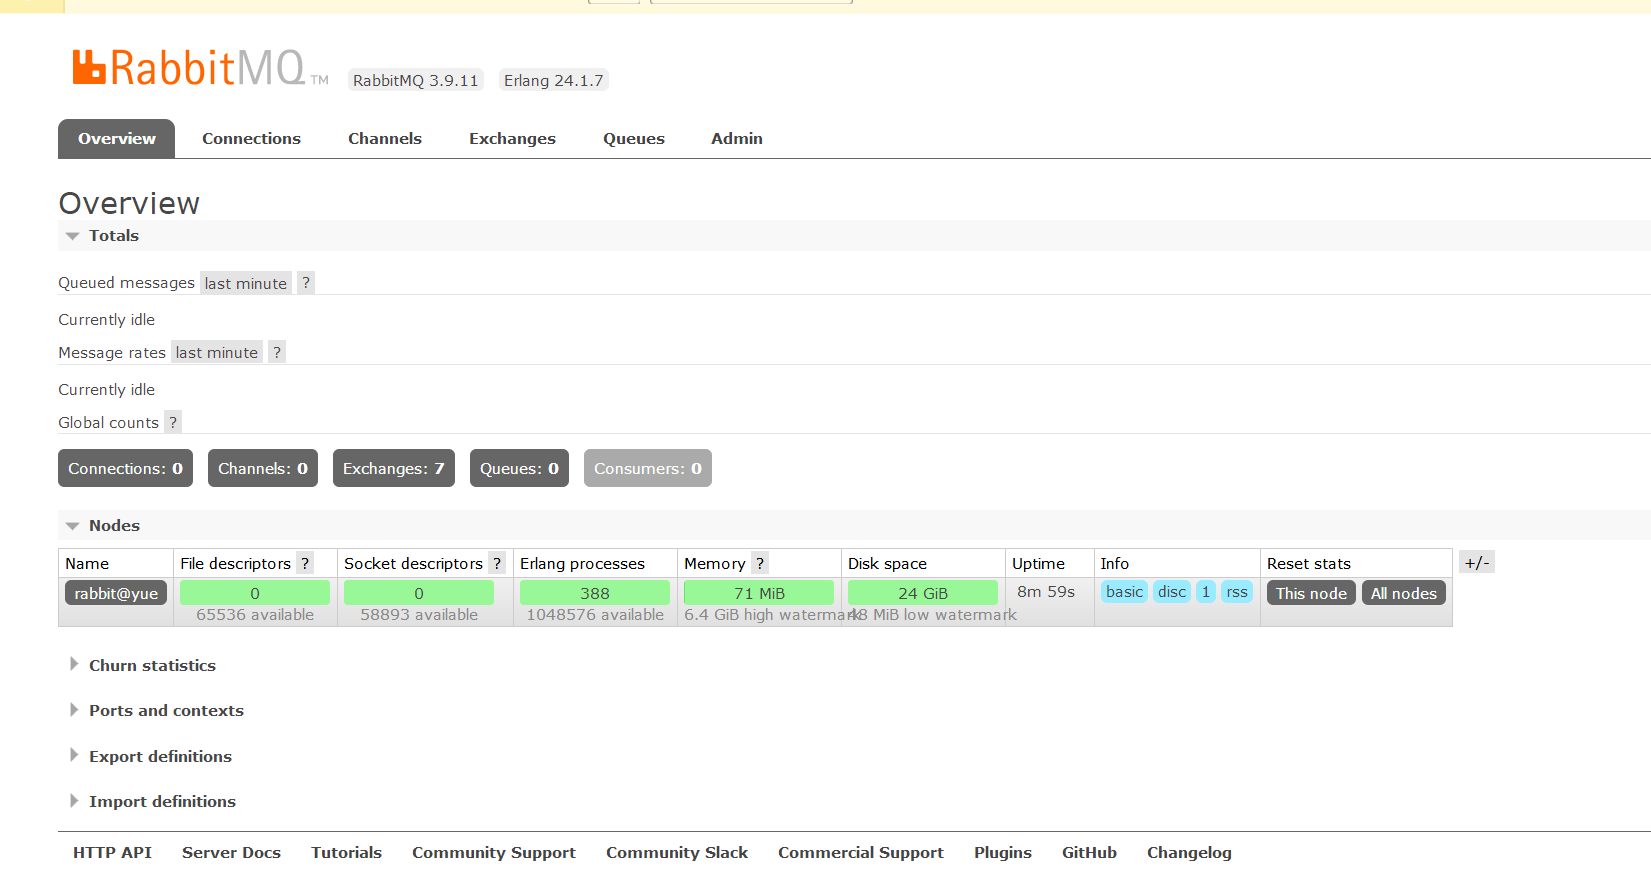 RabbitMQ TM RabbitMQ 3.9.11 Erlang 24.1.7
Overview Connections Channels Exchanges Queues Admin
Overview
Totals
Queued messages last minute ?
Currently idle
Message rates last minute ?
Currently idle
Global counts ?
Connections: 0 Channels: 0 Exchanges: 7 Queues: 0 Consumers: 0
Nodes
Name File descriptors ? Socket descriptors ? Erlang processes Memory ? Disk space Uptime Info Reset stats +/-
rabbit@yue 0 0 388 71 MiB 24 GiB 8m 59s basic disc 1 rss This node All nodes
65536 available 58893 available 1048576 available 6.4 GiB high watermark 48 MiB low watermark
Churn statistics
Ports and contexts
Export definitions
Import definitions
HTTP API Server Docs Tutorials Community Support Community Slack Commercial Support Plugins GitHub Changelog